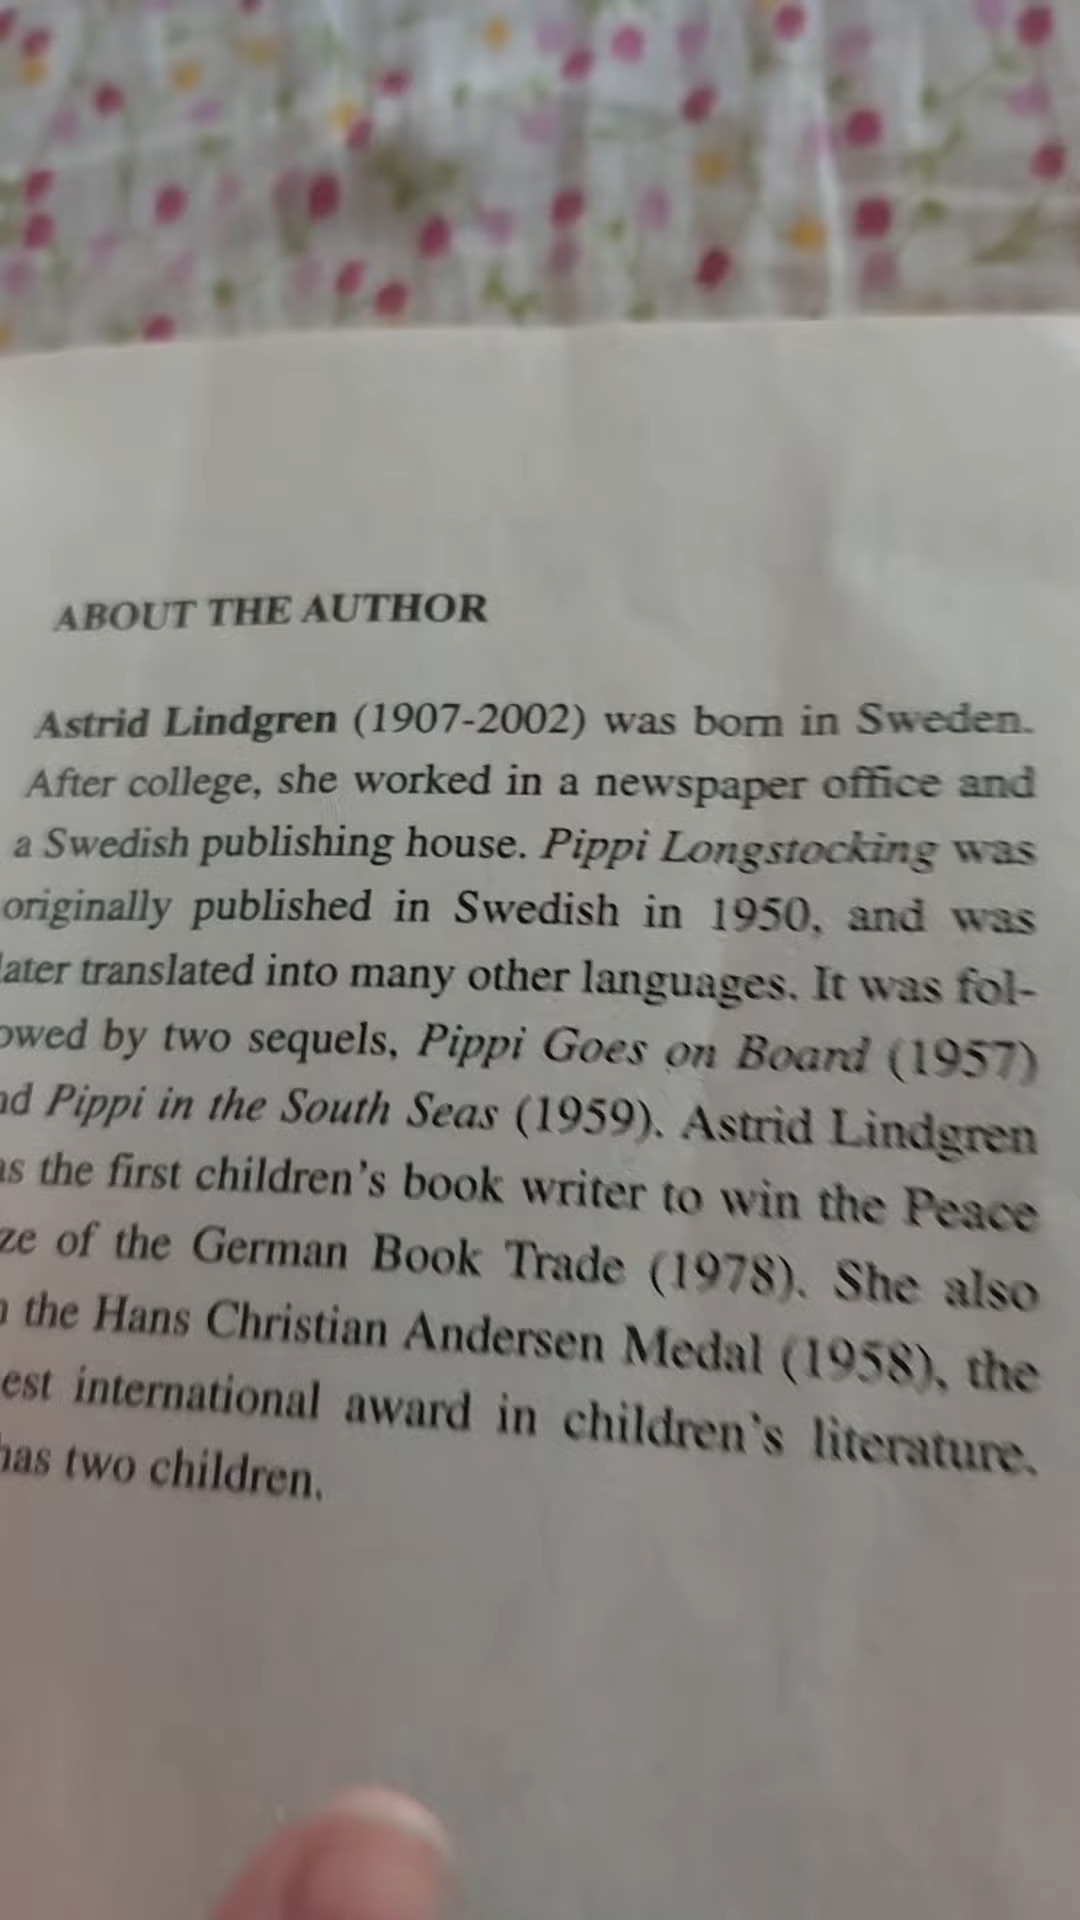 ABOUT THE AUTHOR
Astrid Lindgren (1907-2002) was born in Sweden.
After college, she worked in a newspaper office and
a Swedish publishing house. Pippi Longstocking was
originally published in Swedish in 1950, and was
later translated into many other languages. It was fol-
owed by two sequels, Pippi Goes on Board (1957)
nd Pippi in the South Seas (1959). Astrid Lindgren
as the first children's book writer to win the Peace
ze of the German Book Trade (1978). She also
the Hans Christian Andersen Medal (1958), the
est international award in children's literature.
has two children.